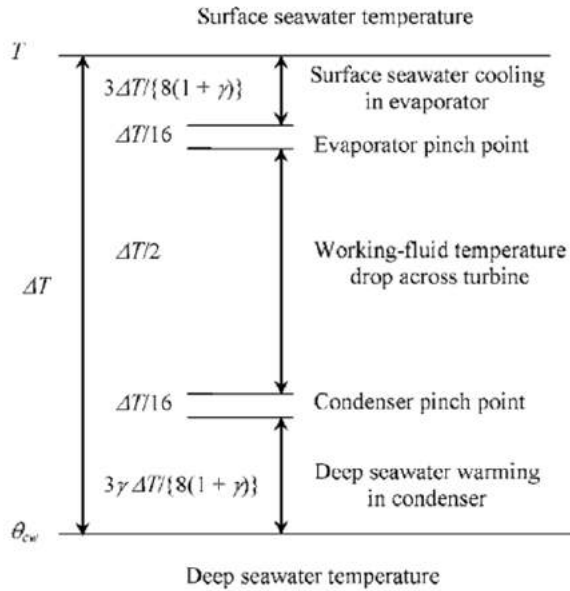 Surface seawater temperature
T
3ΔT/{8(1 + γ)}
Surface seawater cooling
in evaporator
ΔT/16
Evaporator pinch point
ΔT/2
Working-fluid temperature
drop across turbine
ΔT
ΔT/16
Condenser pinch point
3γ ΔT/{8(1 + γ)}
Deep seawater warming
in condenser
θcw
Deep seawater temperature